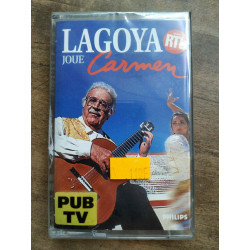 LAGOYA
RTL
JOUE Carmen
PUB
TV
PHILIPS